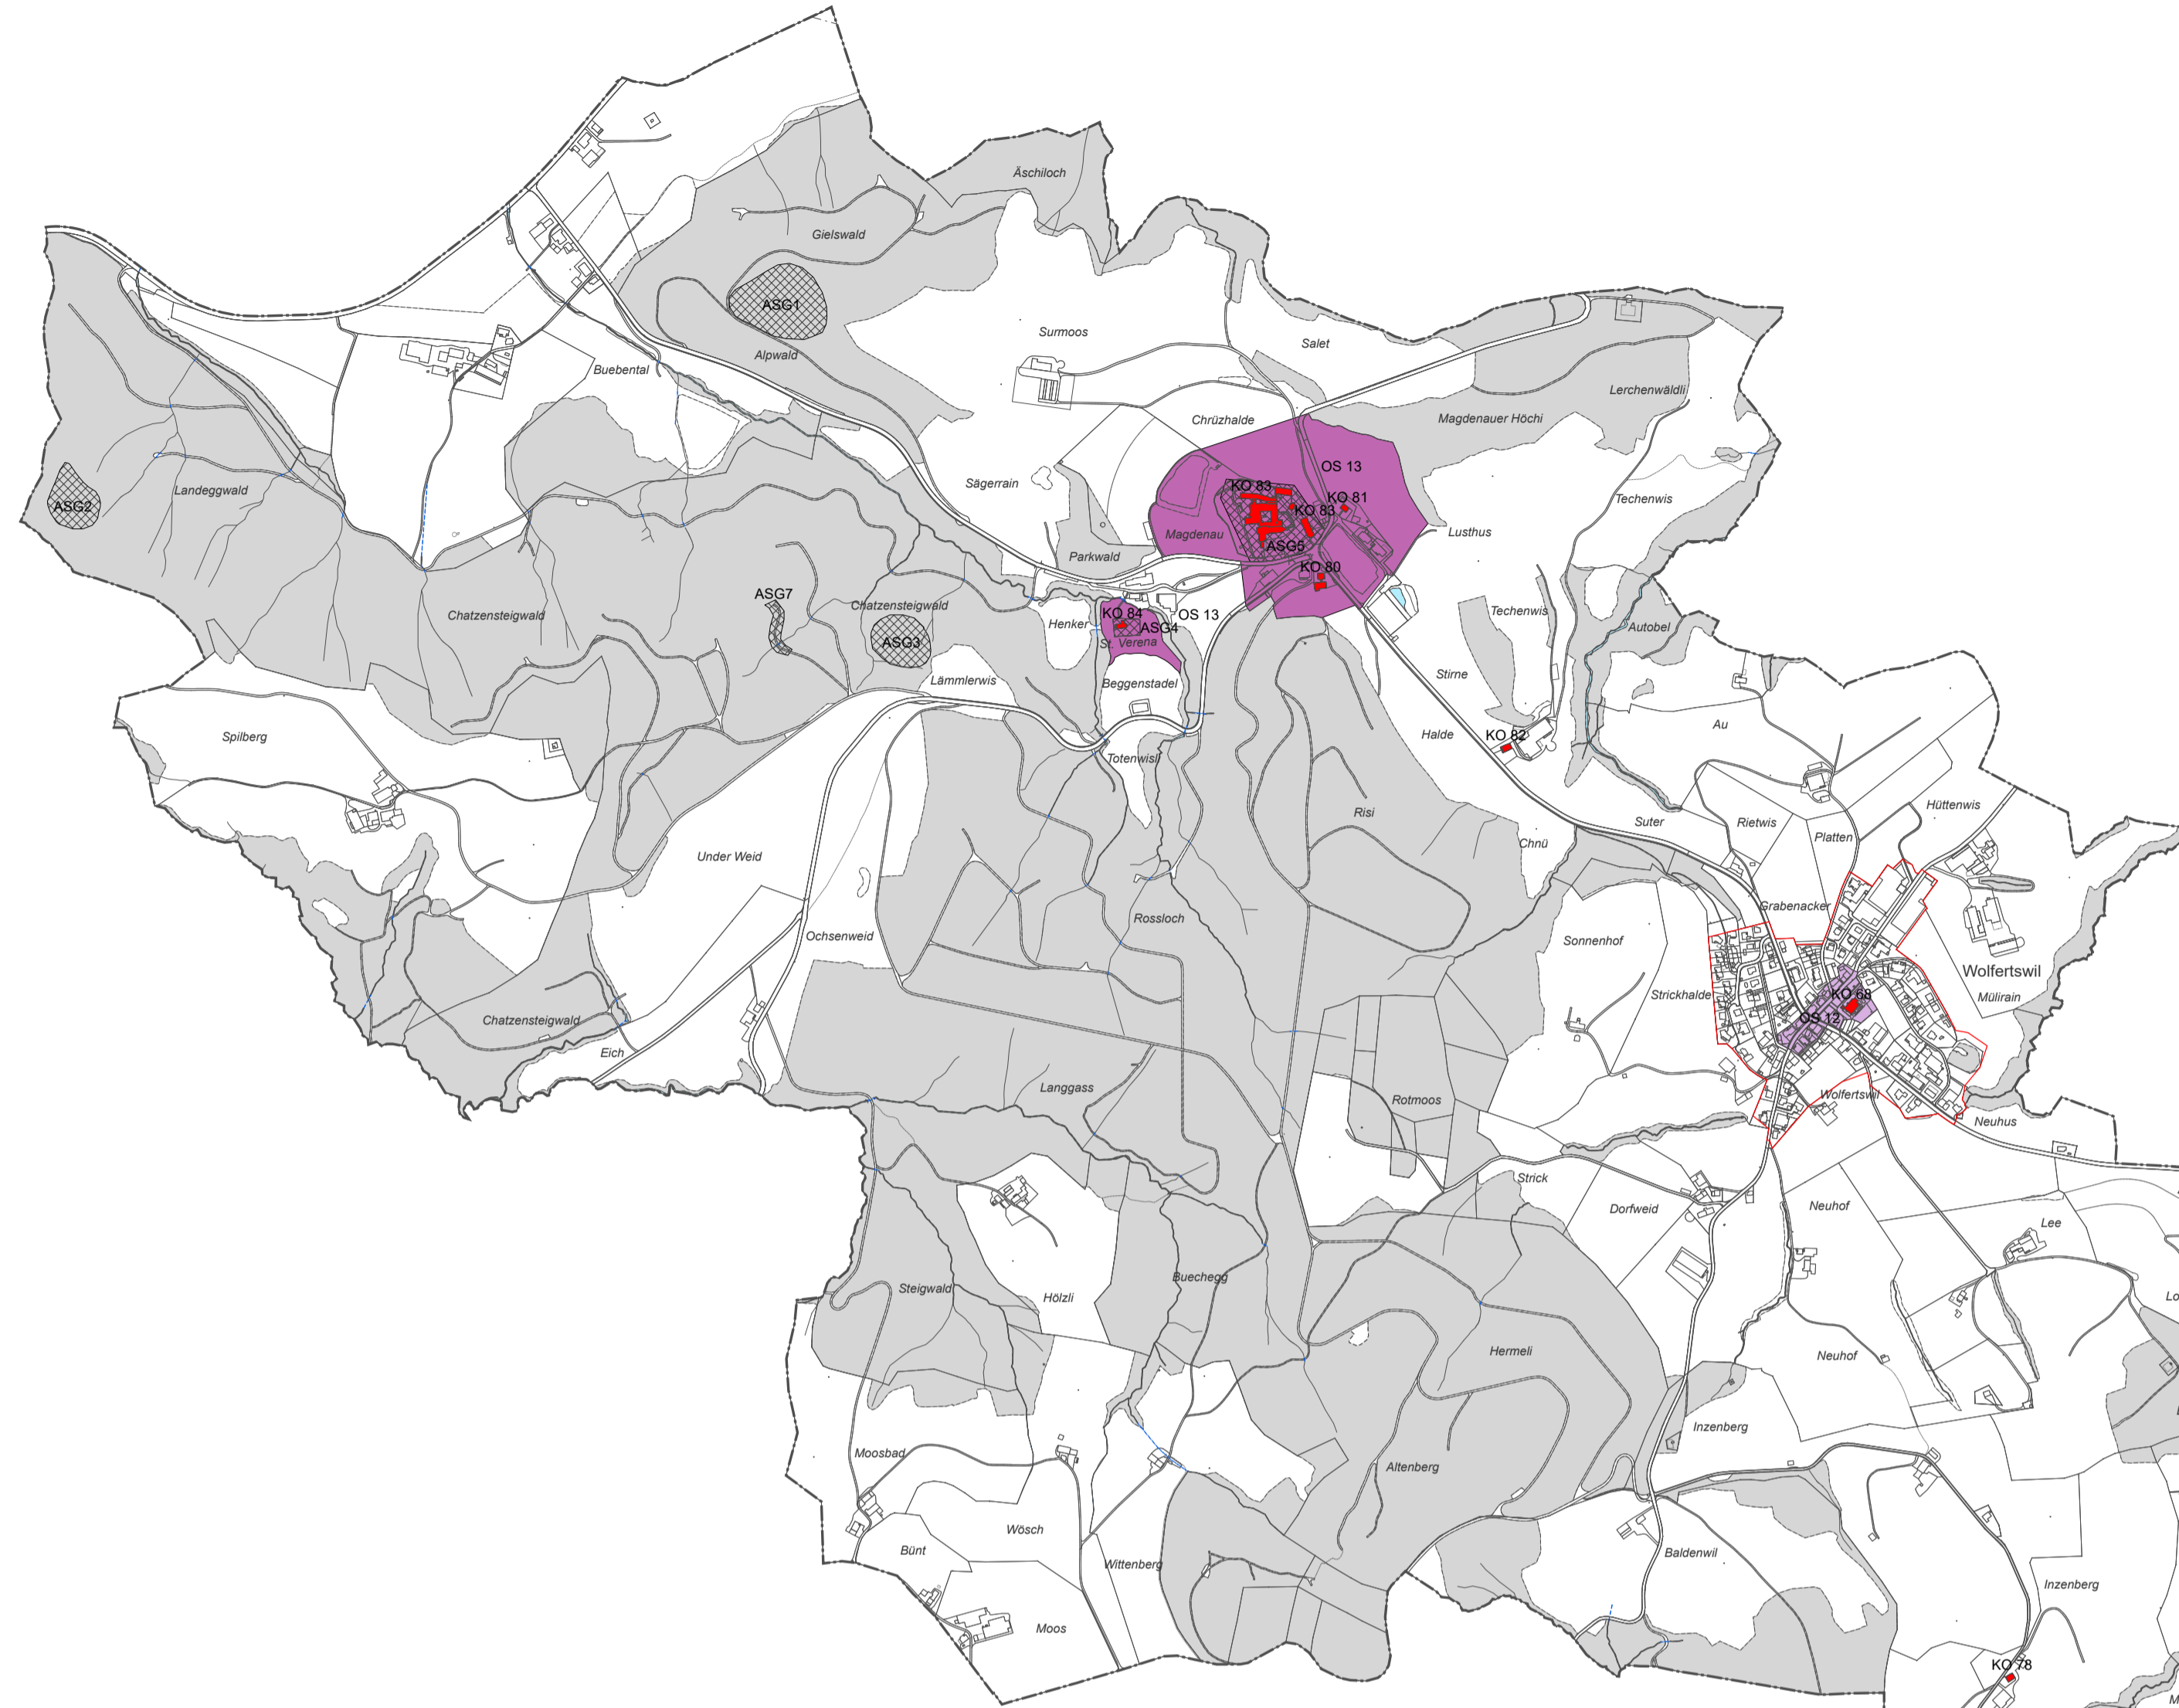 Äschiloch
Gielswald
ASG1
Surmoos
Salet
Alpwald
Buebental
Lerchenwäldli
Chrüzhalde
Magdenauer Höchi
OS 13
Sägerrain
KO 83
KO 81
Landeggwald
Techenwis
ASG2
KO 83
Magdenau
Lusthus
ASG5
Parkwald
KO 80
ASG7
Chatzensteigwald
Chatzensteigwald
KO 84
OS 13
Techenwis
Henker
ASG4
Autobel
ASG3
St. Verena
Lämmlerwis
Beggenstadel
Stirne
Au
Spilberg
Halde
KO 82
Totenwisli
Hüttenwis
Risi
Suter
Rietwis
Platten
Chnü
Under Weid
Grabenacker
Rossloch
Ochsenweid
Sonnenhof
Wolfertswil
Strickhalde
KO 68
Mülirain
Chatzensteigwald
OS 12
Eich
Langgass
Rotmoos
Wolfertswil
Neuhus
Strick
Dorfweid
Neuhof
Lee
Buechegg
Steigwald
Hölzli
Lo
Hermeli
Neuhof
Inzenberg
Moosbad
Altenberg
Wösch
Bünt
Wittenberg
Baldenwil
Inzenberg
Moos
KO 78